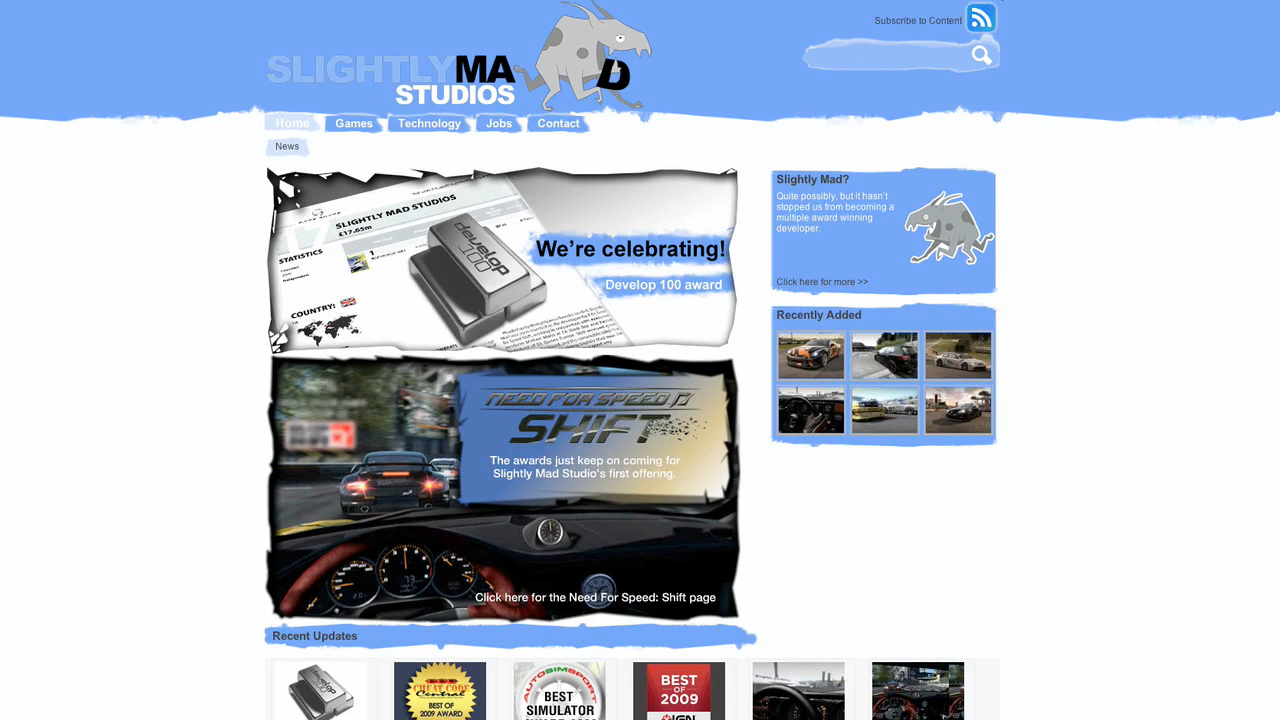 Subscribe to Content
SLIGHTLY MAD
STUDIOS
Home
Games
Technology
Jobs
Contact
News
SLIGHTLY MAD STUDIOS
£17.65m
STATISTICS
1
COUNTRY:
develop
100
We're celebrating!
Develop 100 award
Slightly Mad?
Quite possibly, but it hasn't
stopped us from becoming a
multiple award winning
developer.
Click here for more >>
Recently Added
NEED FOR SPEED
SHIFT
The awards just keep on coming for
Slightly Mad Studio's first offering.
73
Click here for the Need For Speed: Shift page
Recent Updates
CHEAT CODE
Central
BEST OF
2009 AWARD
AUTOSIMSPORT
BEST
SIMULATOR
BEST
OF
2009
IGN